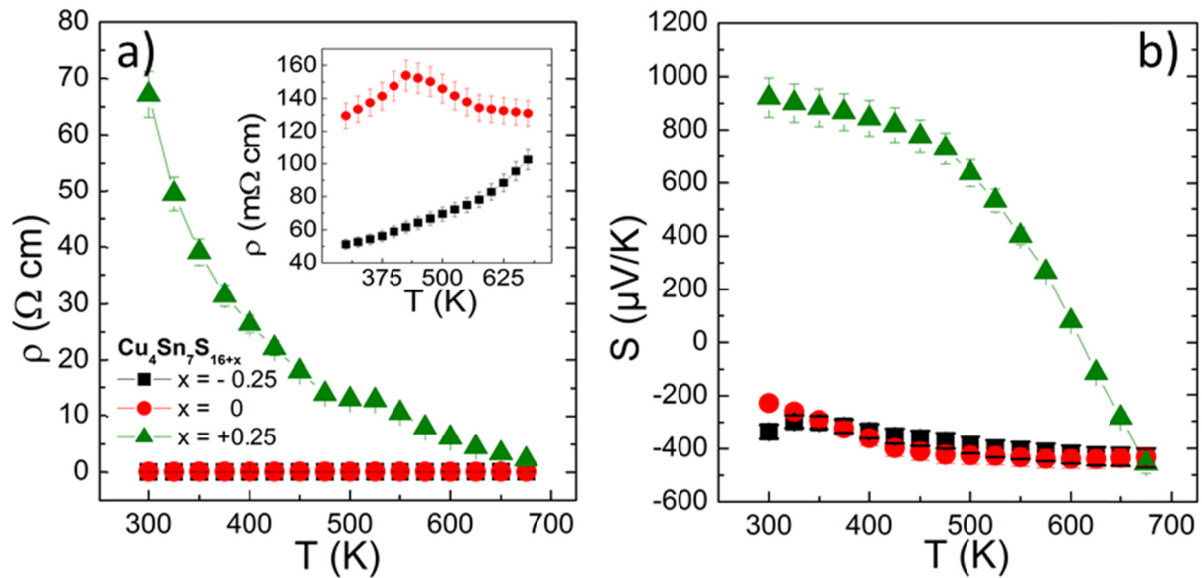 a)
80
70
60
50
40
30
20
10
0
ρ (Ω cm)
300 400 500 600 700
T (K)
Cu₄Sn₇S₁₆₊ₓ
x = - 0.25
x = 0
x = +0.25
160
140
120
100
80
60
40
ρ (mΩ cm)
375 500 625
T (K)
b)
1200
1000
800
600
400
200
0
-200
-400
-600
S (µV/K)
300 400 500 600 700
T (K)